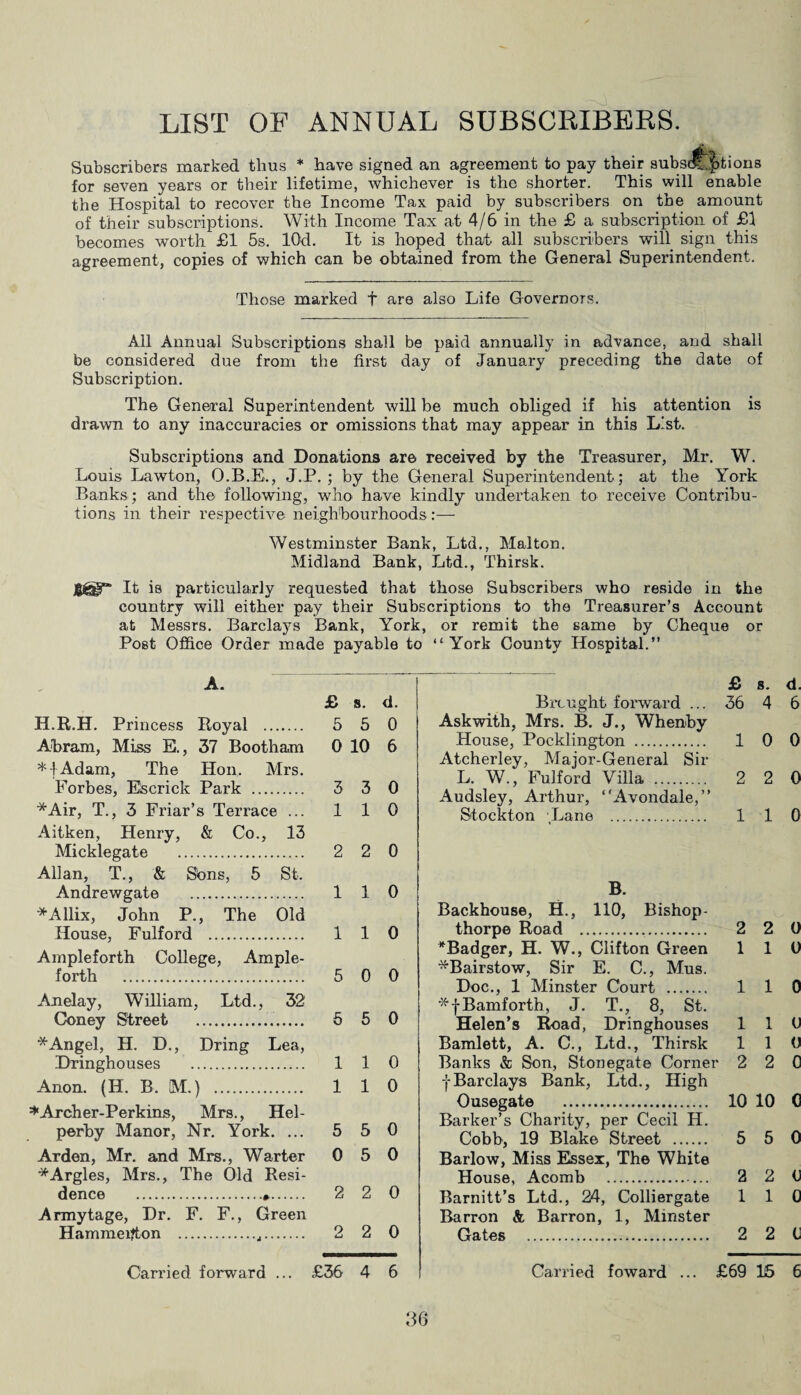 LIST OF ANNUAL SUBSCRIBERS.
Subscribers marked thus * have signed an agreement to pay their subscriptions
for seven years or their lifetime, whichever is the shorter. This will enable
the Hospital to recover the Income Tax paid by subscribers on the amount
of their subscriptions. With Income Tax at 4/6 in the £ a subscription of £1
becomes worth £1 5s. 10d. It is hoped that all subscribers will sign this
agreement, copies of which can be obtained from the General Superintendent.
Those marked † are also Life Governors.
All Annual Subscriptions shall be paid annually in advance, and shall
be considered due from the first day of January preceding the date of
Subscription.
The General Superintendent will be much obliged if his attention is
drawn to any inaccuracies or omissions that may appear in this List.
Subscriptions and Donations are received by the Treasurer, Mr. W.
Louis Lawton, O.B.E., J.P. ; by the General Superintendent; at the York
Banks; and the following, who have kindly undertaken to receive Contribu-
tions in their respective neighbourhoods:—
Westminster Bank, Ltd., Malton.
Midland Bank, Ltd., Thirsk.
☞ It is particularly requested that those Subscribers who reside in the
country will either pay their Subscriptions to the Treasurer's Account
at Messrs. Barclays Bank, York, or remit the same by Cheque or
Post Office Order made payable to "York County Hospital."
A.
£ s. d.
H.R.H. Princess Royal ....... 5 5 0
Abram, Miss E., 37 Bootham 0 10 6
*†Adam, The Hon. Mrs.
Forbes, Escrick Park ......... 3 3 0
*Air, T., 3 Friar's Terrace ... 1 1 0
Aitken, Henry, & Co., 13
Micklegate ..................... 2 2 0
Allan, T., & Sons, 5 St.
Andrewgate .................... 1 1 0
*Allix, John P., The Old
House, Fulford ................ 1 1 0
Ampleforth College, Ample-
forth .............................. 5 0 0
Anelay, William, Ltd., 32
Coney Street .................. 5 5 0
*Angel, H. D., Dring Lea,
Dringhouses .................... 1 1 0
Anon. (H. B. M.) ............... 1 1 0
*Archer-Perkins, Mrs., Hel-
perby Manor, Nr. York. ... 5 5 0
Arden, Mr. and Mrs., Warter 0 5 0
*Argles, Mrs., The Old Resi-
dence ............................. 2 2 0
Armytage, Dr. F. F., Green
Hammerton ..................... 2 2 0
Carried forward ... £36 4 6
£ s. d.
Brought forward ... 36 4 6
Askwith, Mrs. B. J., Whenby
House, Pocklington ............ 1 0 0
Atcherley, Major-General Sir
L. W., Fulford Villa ......... 2 2 0
Audsley, Arthur, "Avondale,"
Stockton Lane ................. 1 1 0
B.
Backhouse, H., 110, Bishop-
thorpe Road ..................... 2 2 0
*Badger, H. W., Clifton Green 1 1 0
*Bairstow, Sir E. C., Mus.
Doc., 1 Minster Court ....... 1 1 0
*†Bamforth, J. T., 8, St.
Helen's Road, Dringhouses 1 1 0
Bamlett, A. C., Ltd., Thirsk 1 1 0
Banks & Son, Stonegate Corner 2 2 0
†Barclays Bank, Ltd., High
Ousegate ........................ 10 10 0
Barker's Charity, per Cecil H.
Cobb, 19 Blake Street ...... 5 5 0
Barlow, Miss Essex, The White
House, Acomb .................. 2 2 0
Barnitt's Ltd., 24, Colliergate 1 1 0
Barron & Barron, 1, Minster
Gates .............................. 2 2 0
Carried foward ... £69 15 6
36